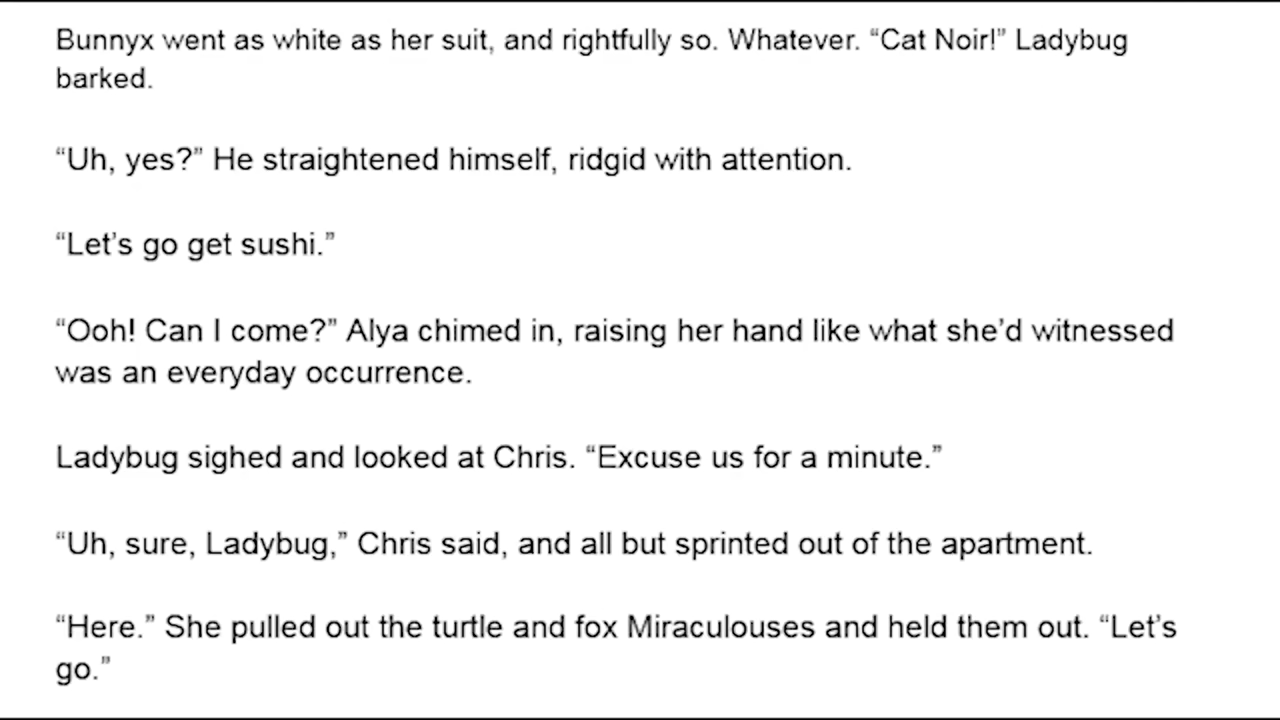 Bunnyx went as white as her suit, and rightfully so. Whatever. “Cat Noir!” Ladybug
barked.
“Uh, yes?” He straightened himself, ridgid with attention.
“Let’s go get sushi.”
“Ooh! Can I come?” Alya chimed in, raising her hand like what she’d witnessed
was an everyday occurrence.
Ladybug sighed and looked at Chris. “Excuse us for a minute.”
“Uh, sure, Ladybug,” Chris said, and all but sprinted out of the apartment.
“Here.” She pulled out the turtle and fox Miraculouses and held them out. “Let’s
go.”